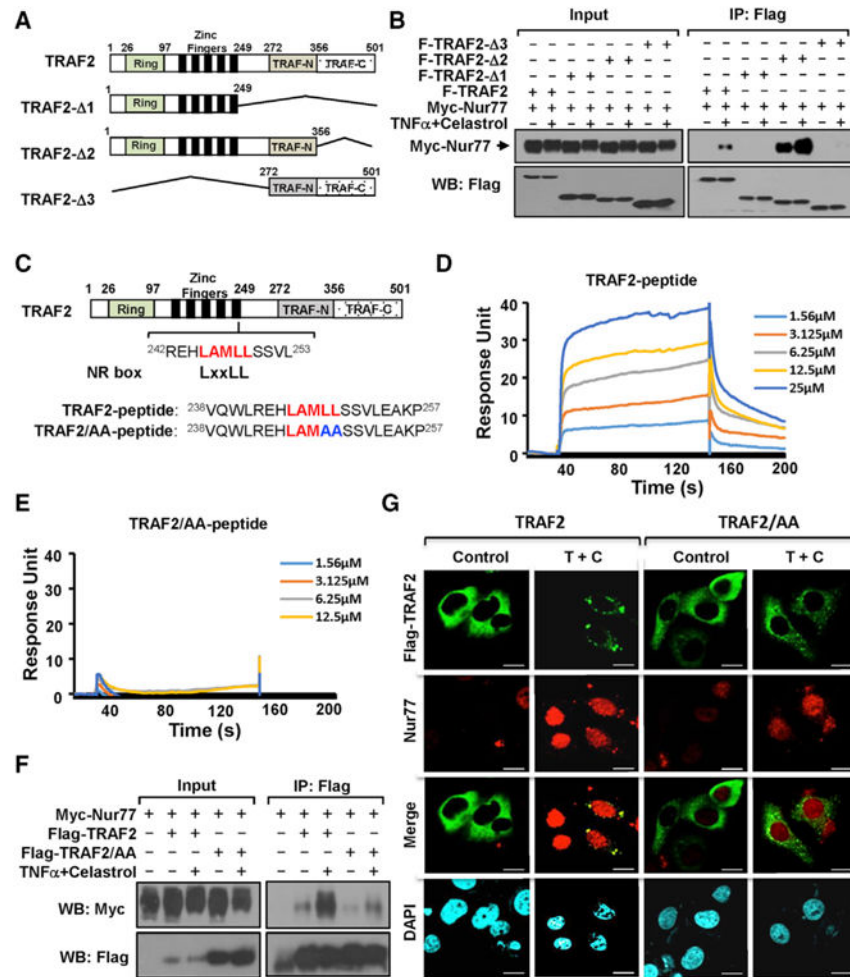 A
Zinc
Fingers
1 26 97 249 272 356 501
TRAF2 Ring TRAF-N TRAF-C
1 249
TRAF2-Δ1 Ring
1 356
TRAF2-Δ2 Ring TRAF-N
272 501
TRAF2-Δ3 TRAF-N TRAF-C
B
Input IP: Flag
F-TRAF2-Δ3 − − − − − − + + − − − − − − + +
F-TRAF2-Δ2 − − − − + + − − − − − − + + − −
F-TRAF2-Δ1 − − + + − − − − − − + + − − − −
F-TRAF2 + + − − − − − − + + − − − − − −
Myc-Nur77 + + + + + + + + + + + + + + + +
TNFα+Celastrol − + − + − + − + − + − + − + − +
Myc-Nur77
WB: Flag
C
Zinc
Fingers
1 26 97 249 272 356 501
TRAF2 Ring TRAF-N TRAF-C
242REHLAMLLSSVL253
NR box LxxLL
TRAF2-peptide: 238VQWLREHLAMLLSSVLEAKP257
TRAF2/AA-peptide: 238VQWLREHLAMAASSVLEAKP257
D
TRAF2-peptide
Response Unit
40
30
20
10
0
40 80 120 160 200
Time (s)
1.56μM
3.125μM
6.25μM
12.5μM
25μM
E
TRAF2/AA-peptide
Response Unit
40
30
20
10
0
40 80 120 160 200
Time (s)
1.56μM
3.125μM
6.25μM
12.5μM
F
Input IP: Flag
Myc-Nur77 + + + + + + + + + +
Flag-TRAF2 − + + − − − + + − −
Flag-TRAF2/AA − − − + + − − − + +
TNFα+Celastrol − − + − + − − + − +
WB: Myc
WB: Flag
G
TRAF2 TRAF2/AA
Control T + C Control T + C
Flag-TRAF2
Nur77
Merge
DAPI